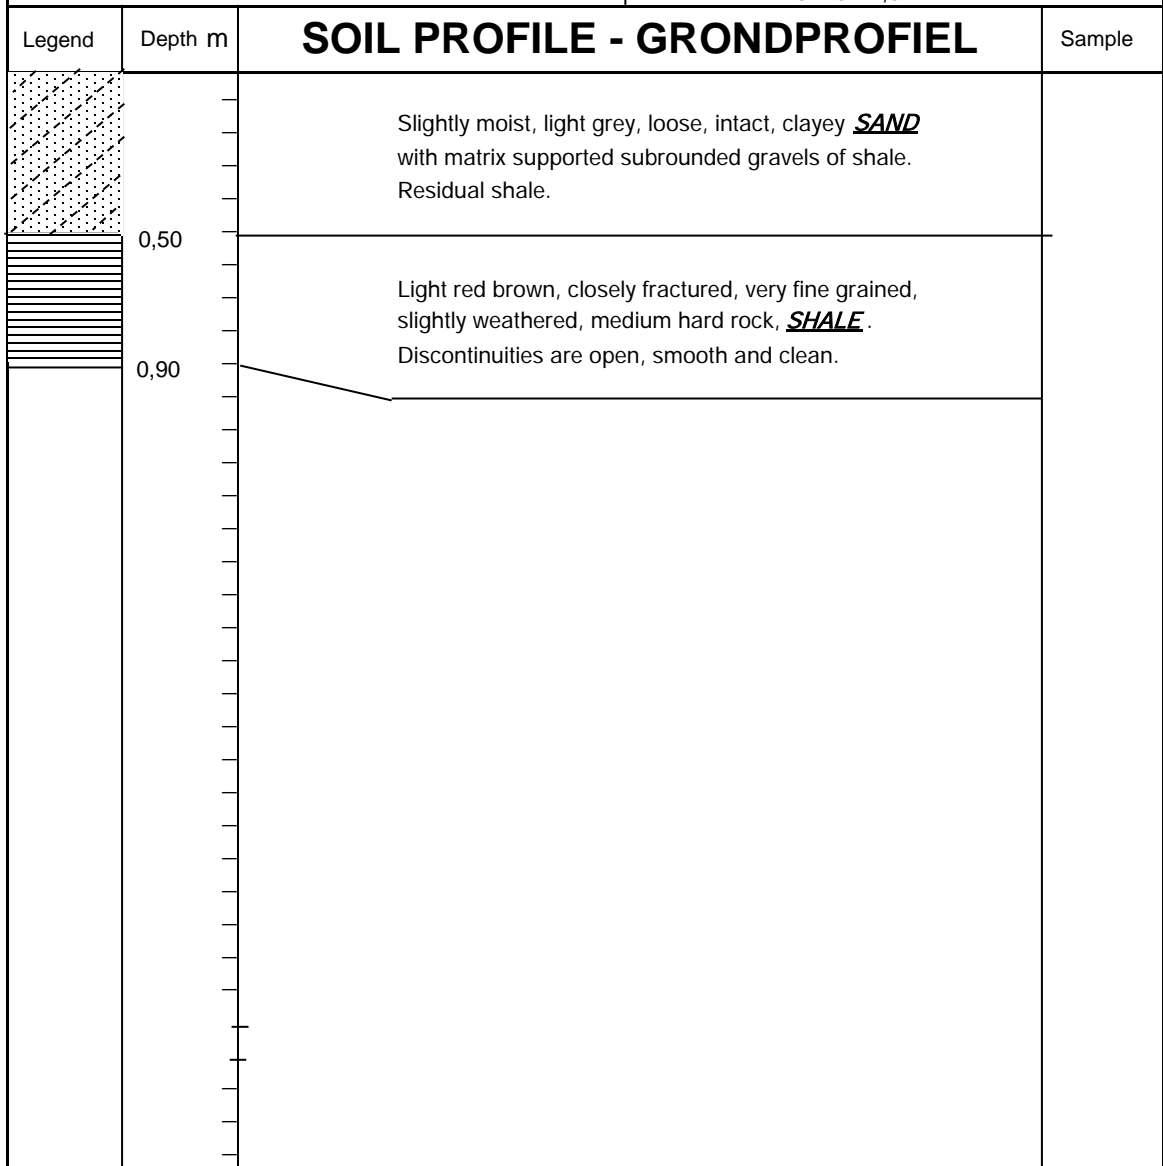 Legend Depth m SOIL PROFILE - GRONDPROFIEL Sample
Slightly moist, light grey, loose, intact, clayey SAND
with matrix supported subrounded gravels of shale.
Residual shale.
0,50
Light red brown, closely fractured, very fine grained,
slightly weathered, medium hard rock, SHALE .
Discontinuities are open, smooth and clean.
0,90